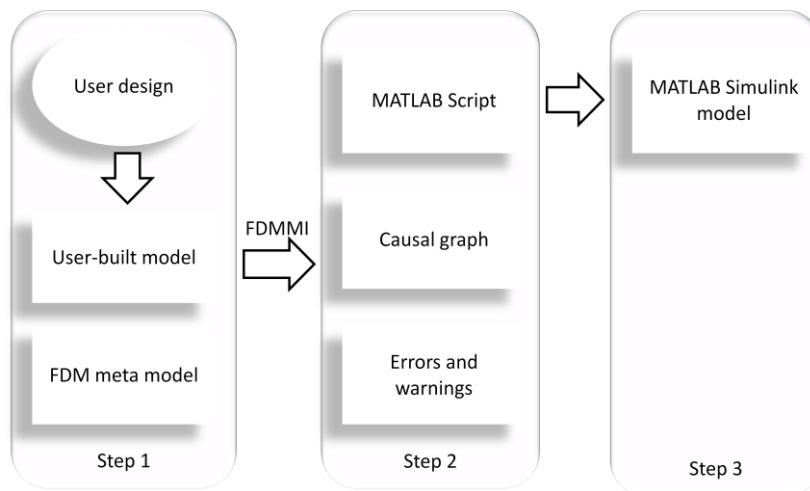 User design
User-built model
FDM meta model
Step 1
FDMMI
MATLAB Script
Causal graph
Errors and
warnings
Step 2
MATLAB Simulink
model
Step 3